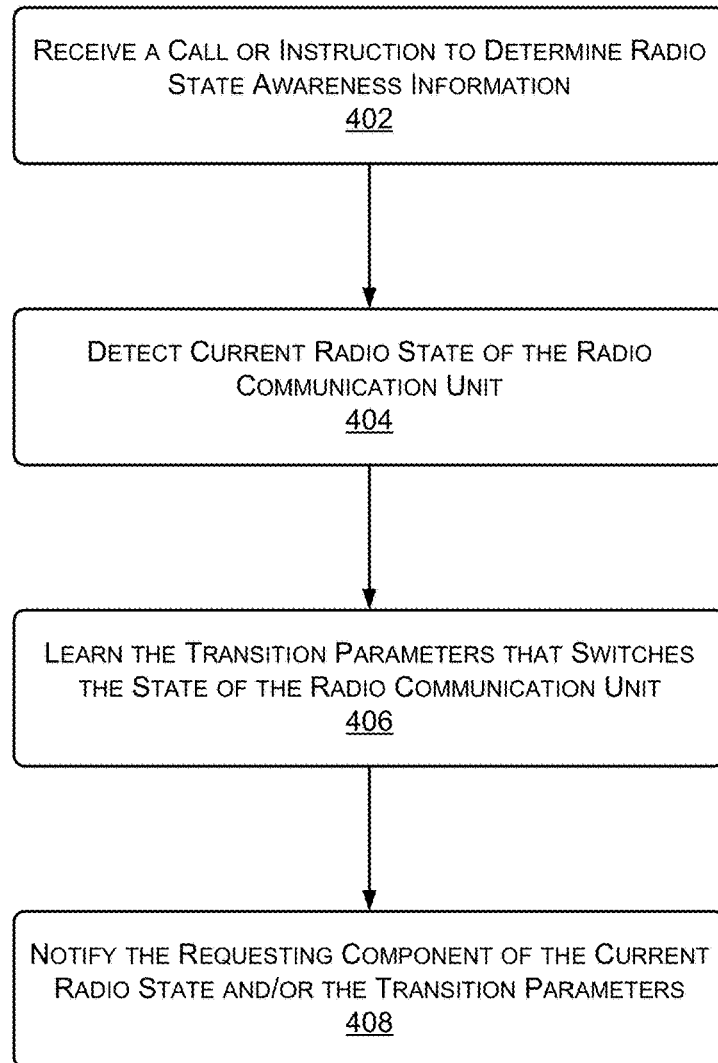 RECEIVE A CALL OR INSTRUCTION TO DETERMINE RADIO
STATE AWARENESS INFORMATION
402
DETECT CURRENT RADIO STATE OF THE RADIO
COMMUNICATION UNIT
404
LEARN THE TRANSITION PARAMETERS THAT SWITCHES
THE STATE OF THE RADIO COMMUNICATION UNIT
406
NOTIFY THE REQUESTING COMPONENT OF THE CURRENT
RADIO STATE AND/OR THE TRANSITION PARAMETERS
408